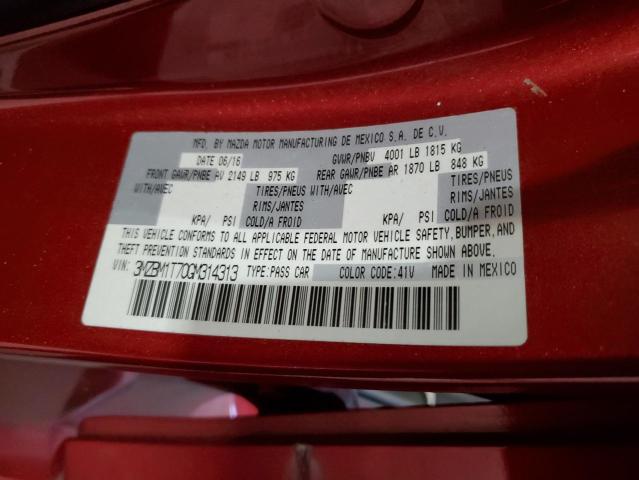 MFD. BY MAZDA MOTOR MANUFACTURING DE MEXICO S.A. DE C.V.
DATE 06/16 GVWR/PNBV 4001 LB 1815 KG
FRONT GAWR/PNBE AV 2149 LB 975 KG REAR GAWR/PNBE AR 1870 LB 848 KG
WITH/AVEC TIRES/PNEUS WITH/AVEC TIRES/PNEUS
RIMS/JANTES RIMS/JANTES
KPA/ PSI COLD/A FROID KPA/ PSI COLD/A FROID
THIS VEHICLE CONFORMS TO ALL APPLICABLE FEDERAL MOTOR VEHICLE SAFETY, BUMPER, AND
THEFT PREVENTION STANDARDS IN EFFECT ON THE DATE OF MANUFACTURE SHOWN ABOVE.
VIN: 3MZBM1T70GM314313 TYPE:PASS CAR COLOR CODE:41V MADE IN MEXICO